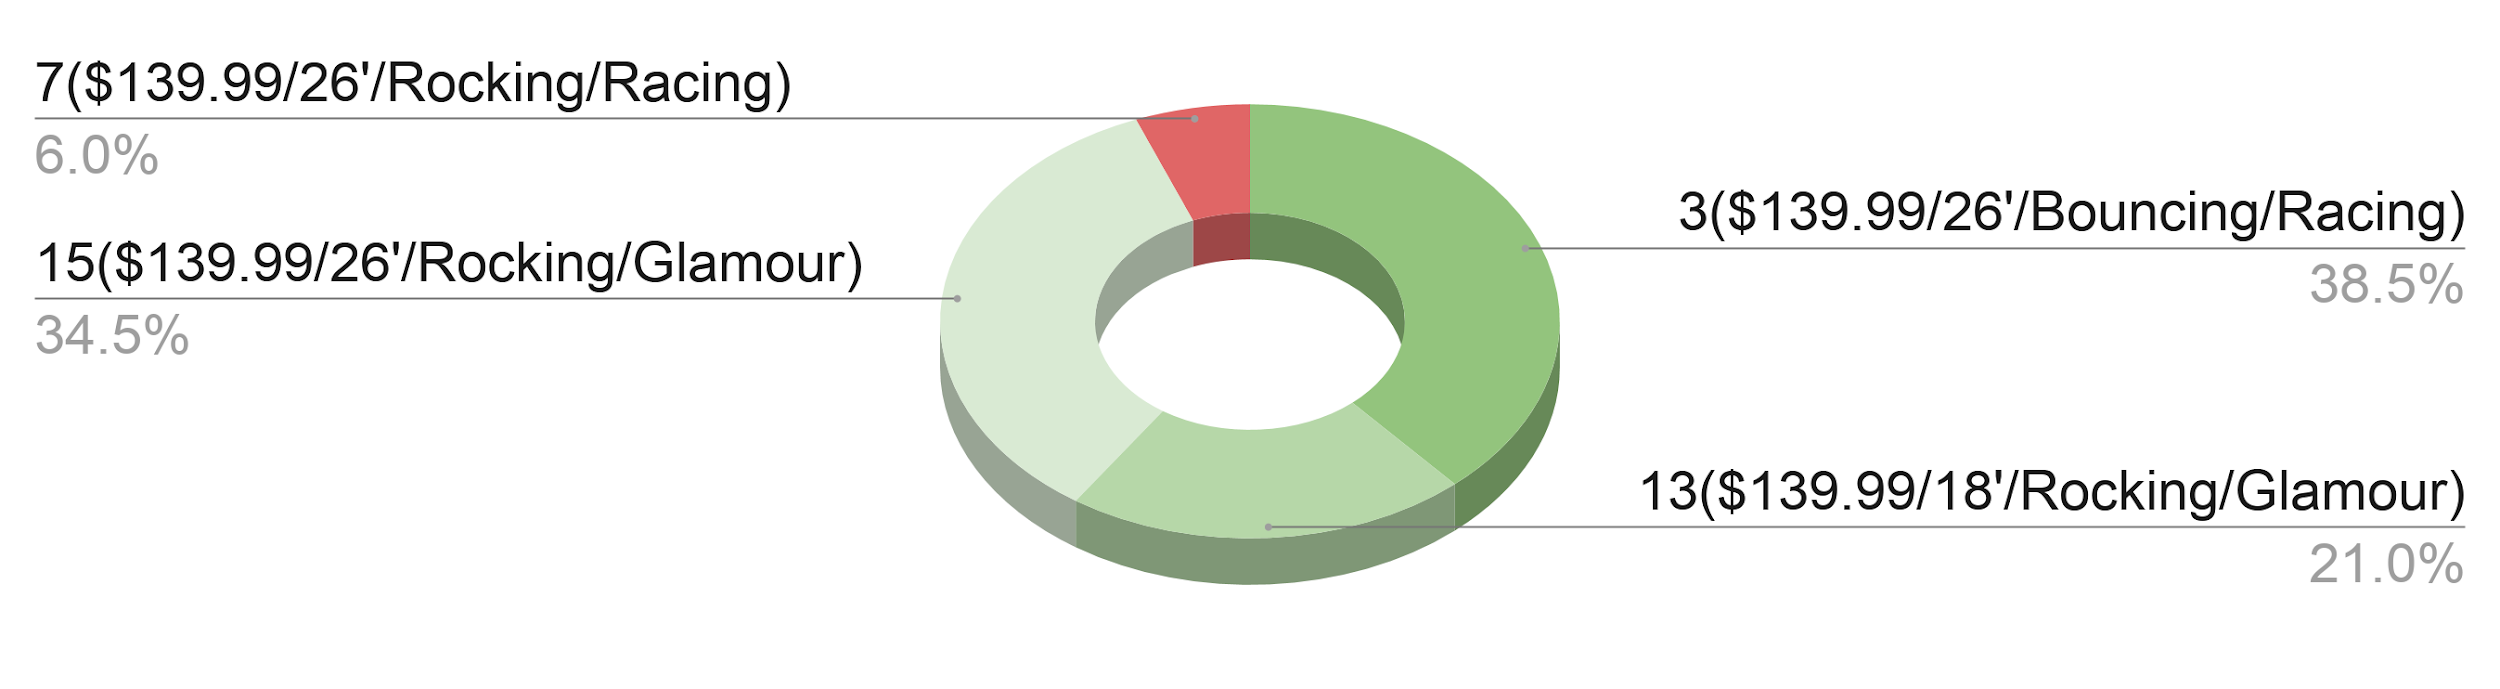 7($139.99/26'/Rocking/Racing)
6.0%
15($139.99/26'/Rocking/Glamour)
34.5%
3($139.99/26'/Bouncing/Racing)
38.5%
13($139.99/18'/Rocking/Glamour)
21.0%